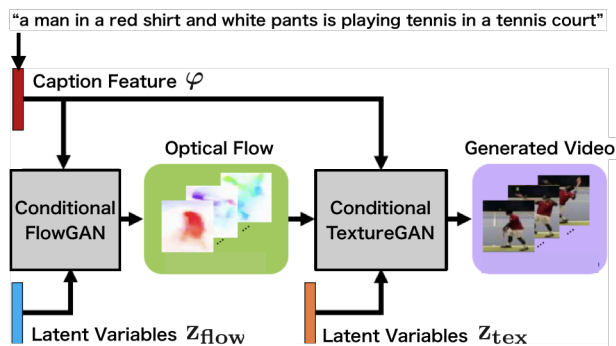 “a man in a red shirt and white pants is playing tennis in a tennis court”
Caption Feature φ
Optical Flow
Generated Video
Conditional
FlowGAN
Conditional
TextureGAN
Latent Variables z_flow
Latent Variables z_tex